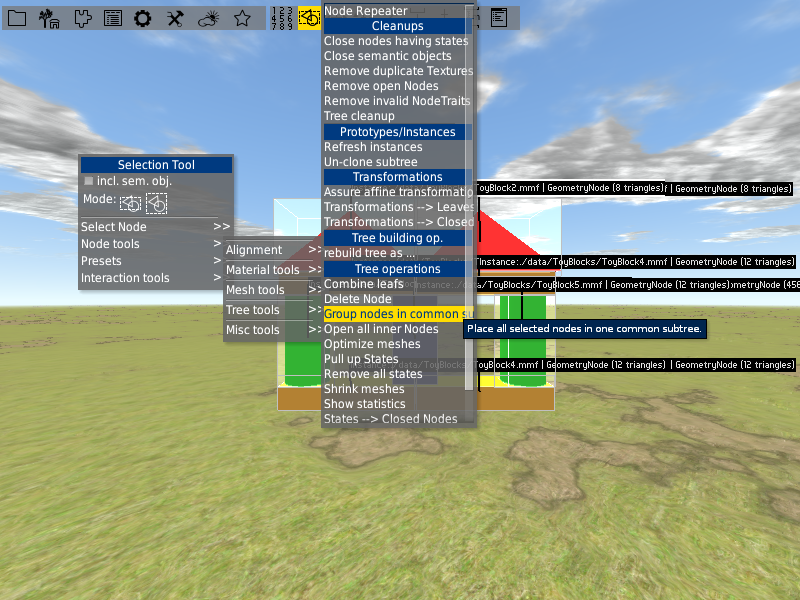 1 2 3
4 5 6
7 8 9
Node Repeater
Cleanups
Close nodes having states
Close semantic objects
Remove duplicate Textures
Remove open Nodes
Remove invalid NodeTraits
Tree cleanup
Prototypes/Instances
Refresh instances
Un-clone subtree
Transformations
Assure affine transformatio
Transformations --> Leaves
Transformations --> Closed
Tree building op.
rebuild tree as ...
Tree operations
Combine leafs
Delete Node
Group nodes in common su
Open all inner Nodes
Optimize meshes
Pull up States
Remove all states
Shrink meshes
Show statistics
States --> Closed Nodes
Selection Tool
incl. sem. obj.
Mode:
Select Node >>
Node tools >
Presets >
Interaction tools >
Alignment >>
Material tools >>
Mesh tools >>
Tree tools >>
Misc tools >>
ToyBlock2.mmf | GeometryNode (8 triangles) | GeometryNode (8 triangles)
Instance:./data/ToyBlocks/ToyBlock4.mmf | GeometryNode (12 triangles)
Instance:./data/ToyBlocks/ToyBlock5.mmf | GeometryNode (12 triangles)
Place all selected nodes in one common subtree.
Instance:./data/ToyBlocks/ToyBlock4.mmf | GeometryNode (12 triangles) | GeometryNode (12 triangles)